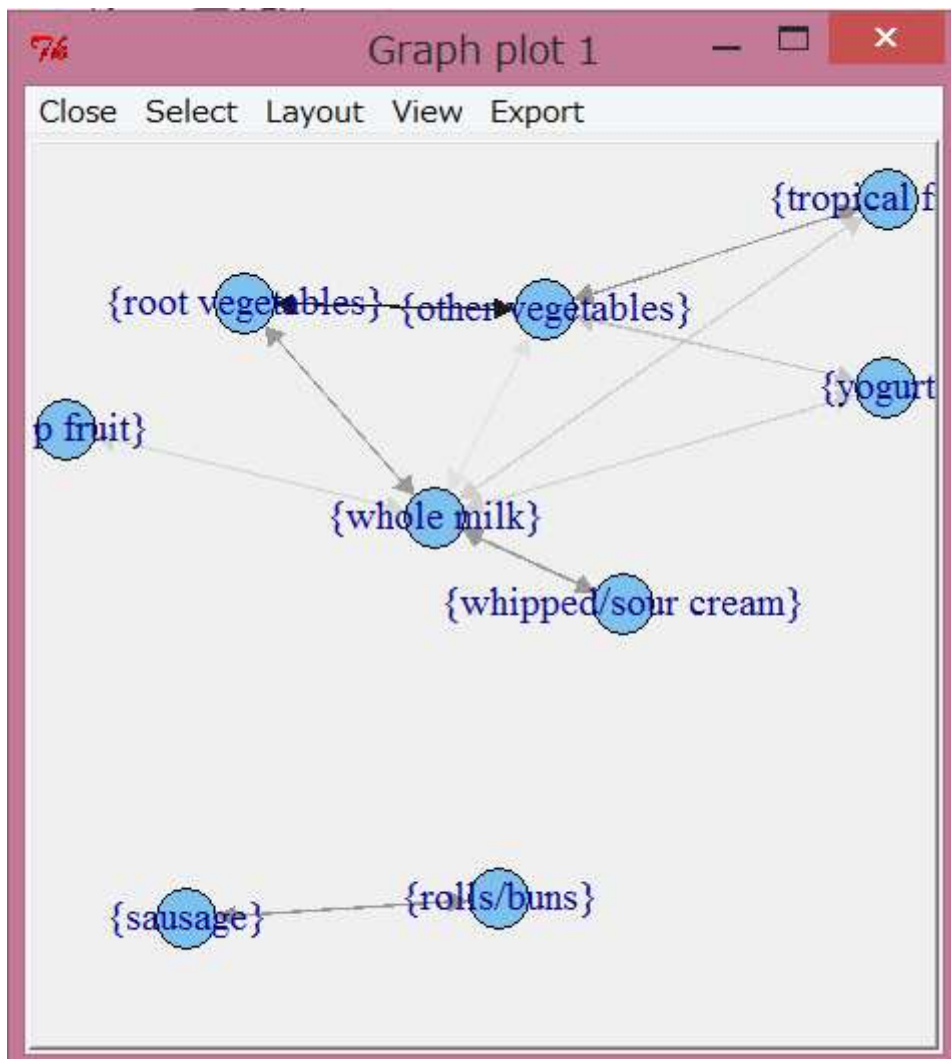 Graph plot 1
Close Select Layout View Export
{tropical f
{root vegetables} {other vegetables}
{yogurt
p fruit}
{whole milk}
{whipped/sour cream}
{rolls/buns}
{sausage}